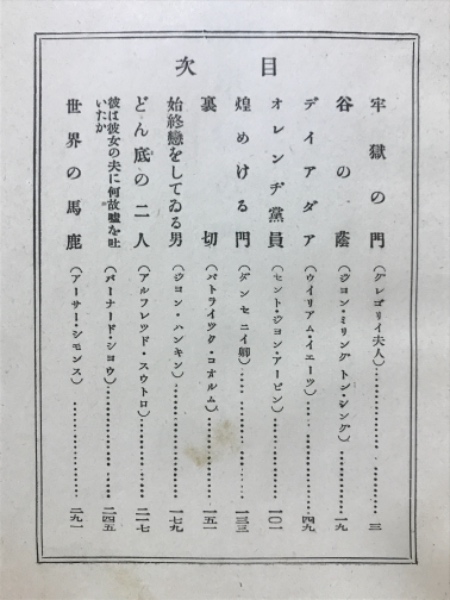 目次
牢獄の門(グレゴリイ夫人)………………三
谷の蔭(ジヨン・ミリングトン・シング)………………一九
デイアダア(ウイリアム・イエーツ)………………四九
オレンヂ黨員(セント・ジヨン・アービン)………………一〇一
煌めける門(ダンセニイ卿)………………一三三
裏切(パトライツク・コオルム)………………一五一
始終戀をしてゐる男(ジヨン・ハンキン)………………一七九
どん底の二人(アルフレツド・スウトロ)………………二一七
彼は彼女の夫に何故嘘を吐いたか(バーナード・シヨウ)………………二四五
世界の馬鹿(アーサー・シモンス)………………二九一